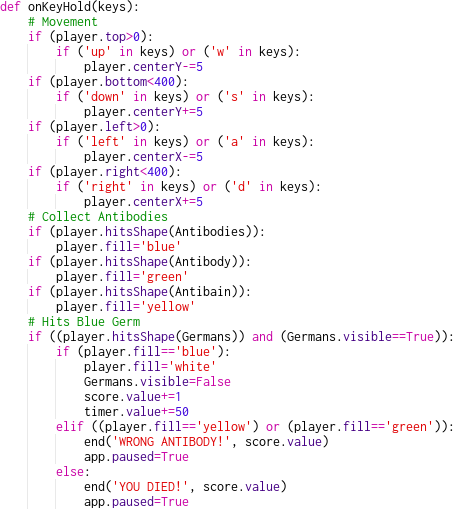 def onKeyHold(keys):
    # Movement
    if (player.top>0):
        if ('up' in keys) or ('w' in keys):
            player.centerY-=5
    if (player.bottom<400):
        if ('down' in keys) or ('s' in keys):
            player.centerY+=5
    if (player.left>0):
        if ('left' in keys) or ('a' in keys):
            player.centerX-=5
    if (player.right<400):
        if ('right' in keys) or ('d' in keys):
            player.centerX+=5
    # Collect Antibodies
    if (player.hitsShape(Antibodies)):
        player.fill='blue'
    if (player.hitsShape(Antibody)):
        player.fill='green'
    if (player.hitsShape(Antibain)):
        player.fill='yellow'
    # Hits Blue Germ
    if ((player.hitsShape(Germans)) and (Germans.visible==True)):
        if (player.fill=='blue'):
            player.fill='white'
            Germans.visible=False
            score.value+=1
            timer.value+=50
        elif ((player.fill=='yellow') or (player.fill=='green')):
            end('WRONG ANTIBODY!', score.value)
            app.paused=True
        else:
            end('YOU DIED!', score.value)
            app.paused=True